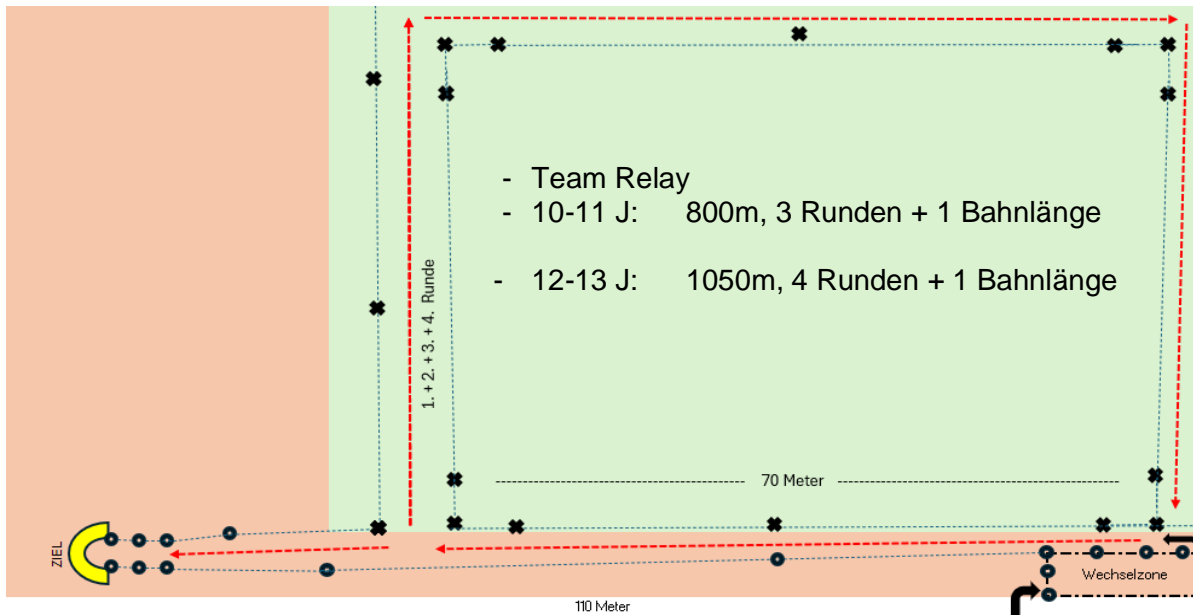 - Team Relay
- 10-11 J: 800m, 3 Runden + 1 Bahnlänge
- 12-13 J: 1050m, 4 Runden + 1 Bahnlänge
1. + 2. + 3. + 4. Runde
70 Meter
ZIEL
Wechselzone
110 Meter